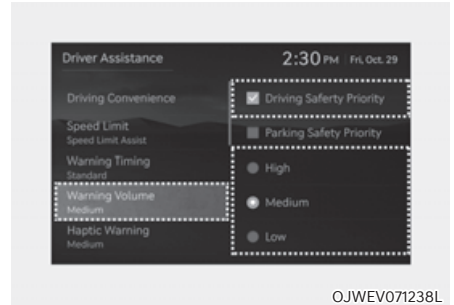 Driver Assistance
2:30 PM Fri, Oct. 29
Driving Convenience
Speed Limit
Speed Limit Assist
Warning Timing
Standard
Warning Volume
Medium
Haptic Warning
Medium
Driving Saferty Priority
Parking Safety Priority
High
Medium
Low
OJWEV071238L